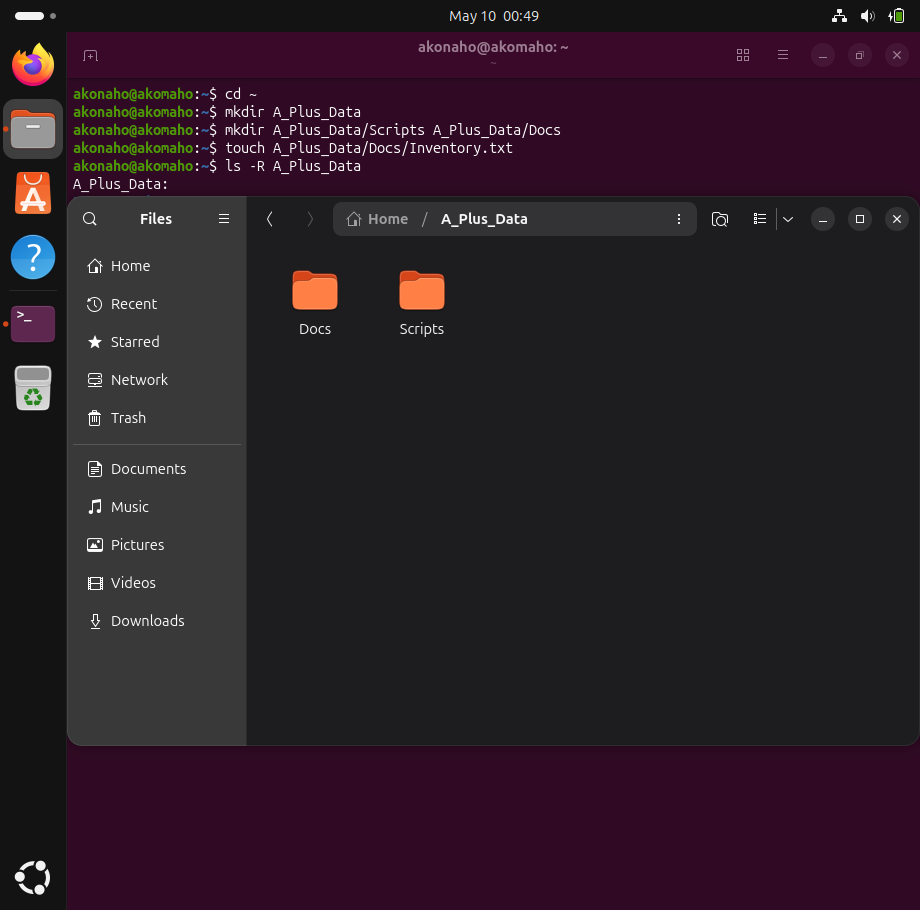 May 10 00:49
akonaho@akomaho: ~
~
akonaho@akomaho:~$ cd ~
akonaho@akomaho:~$ mkdir A_Plus_Data
akonaho@akomaho:~$ mkdir A_Plus_Data/Scripts A_Plus_Data/Docs
akonaho@akomaho:~$ touch A_Plus_Data/Docs/Inventory.txt
akonaho@akomaho:~$ ls -R A_Plus_Data
A_Plus_Data:
Files
Home / A_Plus_Data
Home
Recent
Starred
Network
Trash
Documents
Music
Pictures
Videos
Downloads
Docs
Scripts